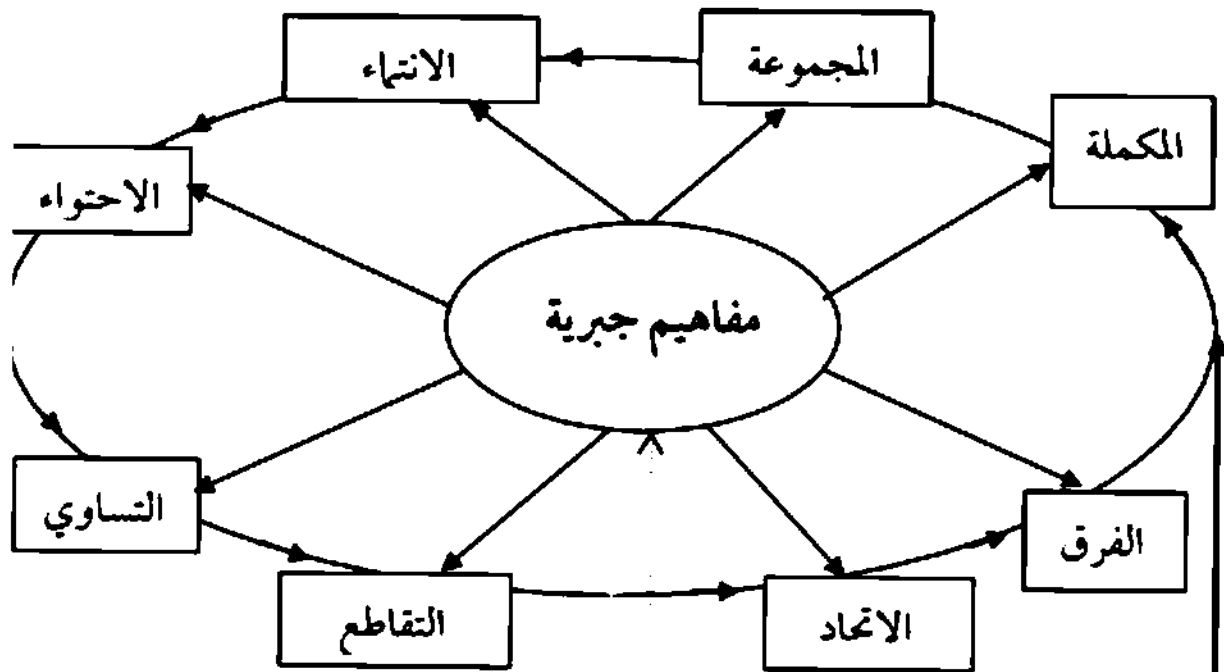 المجموعة
الانتماء
المكملة
الاحتواء
مفاهيم جبرية
التساوي
الفرق
التقاطع
الاتحاد